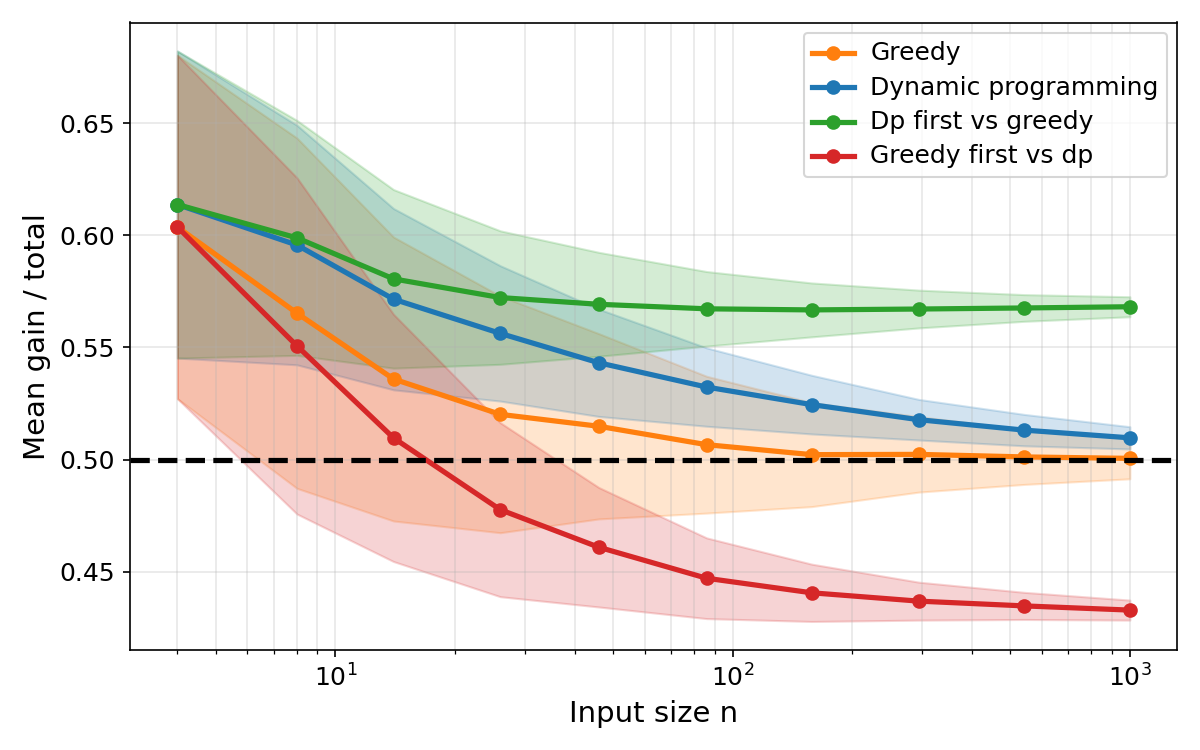 Greedy
Dynamic programming
Dp first vs greedy
Greedy first vs dp
0.65
0.60
0.55
0.50
0.45
Mean gain / total
10¹
10²
10³
Input size n